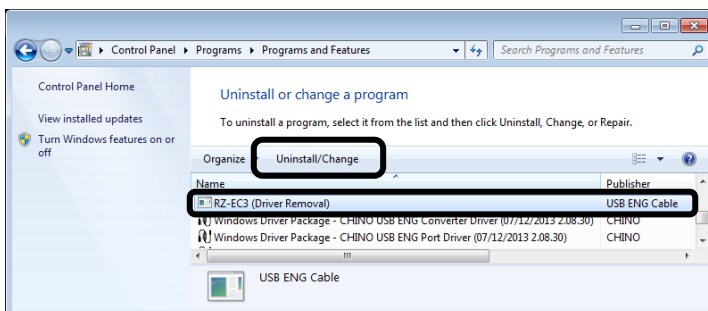 Control Panel Programs Programs and Features Search Programs and Features
Control Panel Home
View installed updates
Turn Windows features on or off
Uninstall or change a program
To uninstall a program, select it from the list and then click Uninstall, Change, or Repair.
Organize Uninstall/Change
Name Publisher
RZ-EC3 (Driver Removal) USB ENG Cable
Windows Driver Package - CHINO USB ENG Converter Driver (07/12/2013 2.08.30) CHINO
Windows Driver Package - CHINO USB ENG Port Driver (07/12/2013 2.08.30) CHINO
USB ENG Cable